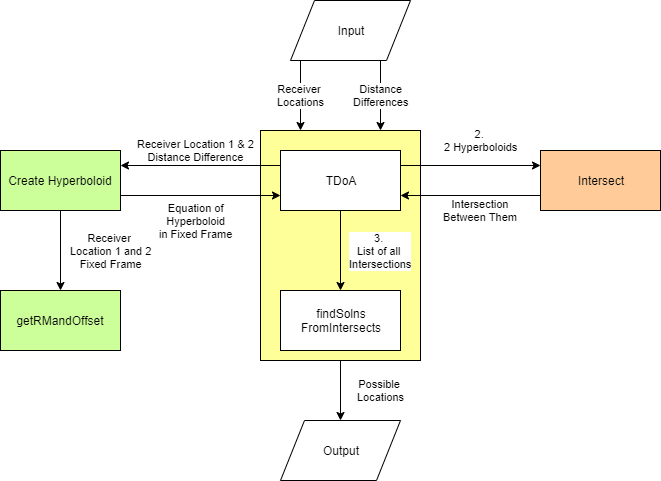 Input
Receiver
Locations
Distance
Differences
Receiver Location 1 & 2
Distance Difference
2.
2 Hyperboloids
Create Hyperboloid
TDoA
Intersect
Equation of
Hyperboloid
in Fixed Frame
Intersection
Between Them
Receiver
Location 1 and 2
Fixed Frame
3.
List of all
Intersections
getRMandOffset
findSolns
FromIntersects
Possible
Locations
Output